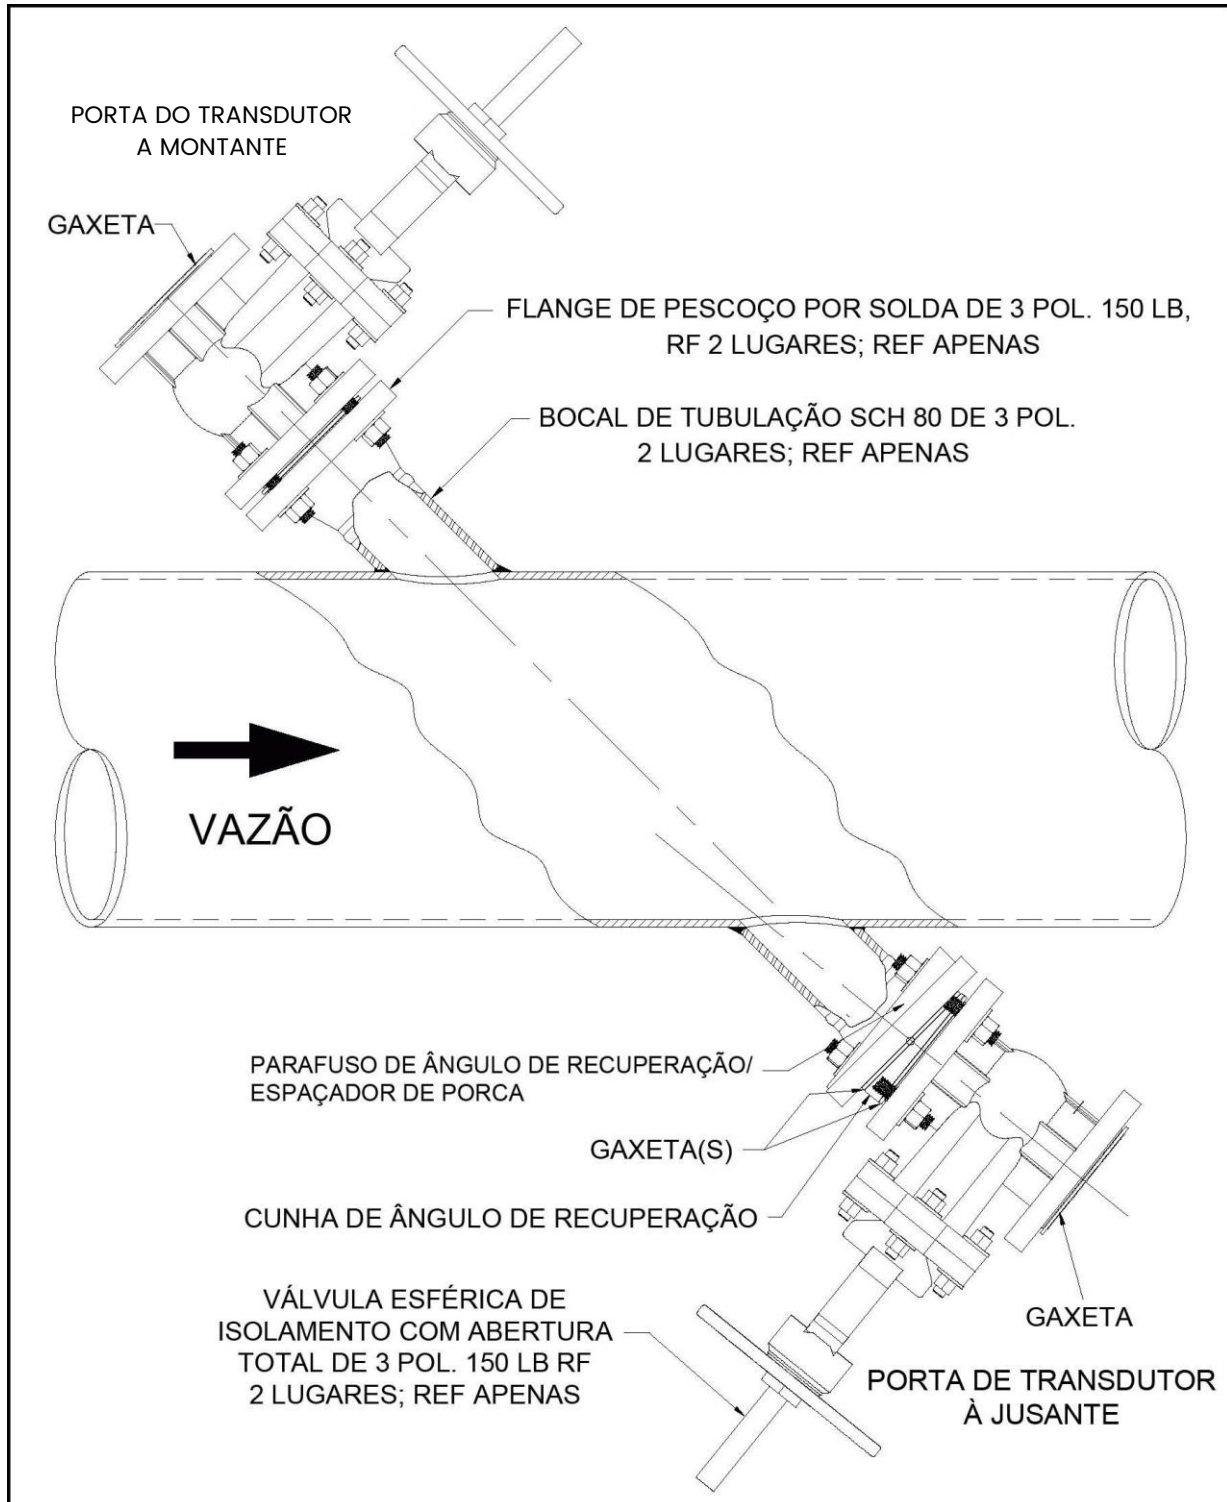 PORTA DO TRANSDUTOR
A MONTANTE
GAXETA
FLANGE DE PESCOÇO POR SOLDA DE 3 POL. 150 LB,
RF 2 LUGARES; REF APENAS
BOCAL DE TUBULAÇÃO SCH 80 DE 3 POL.
2 LUGARES; REF APENAS
VAZÃO
PARAFUSO DE ÂNGULO DE RECUPERAÇÃO/
ESPAÇADOR DE PORCA
GAXETA(S)
CUNHA DE ÂNGULO DE RECUPERAÇÃO
VÁLVULA ESFÉRICA DE
ISOLAMENTO COM ABERTURA
TOTAL DE 3 POL. 150 LB RF
2 LUGARES; REF APENAS
GAXETA
PORTA DE TRANSDUTOR
À JUSANTE